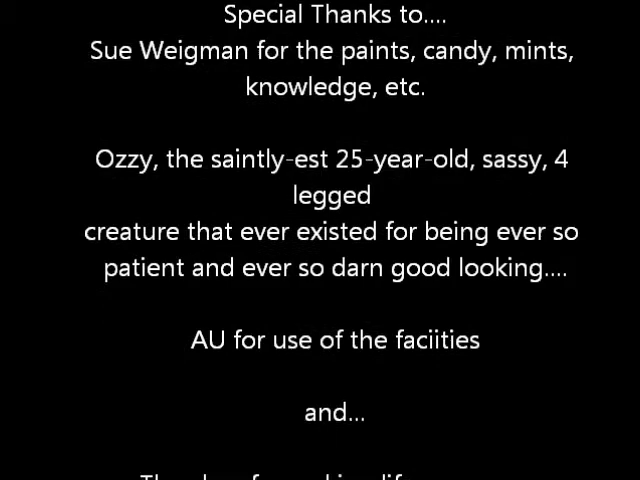 Special Thanks to....
Sue Weigman for the paints, candy, mints,
knowledge, etc.
Ozzy, the saintly-est 25-year-old, sassy, 4
legged
creature that ever existed for being ever so
patient and ever so darn good looking....
AU for use of the faciities
and...